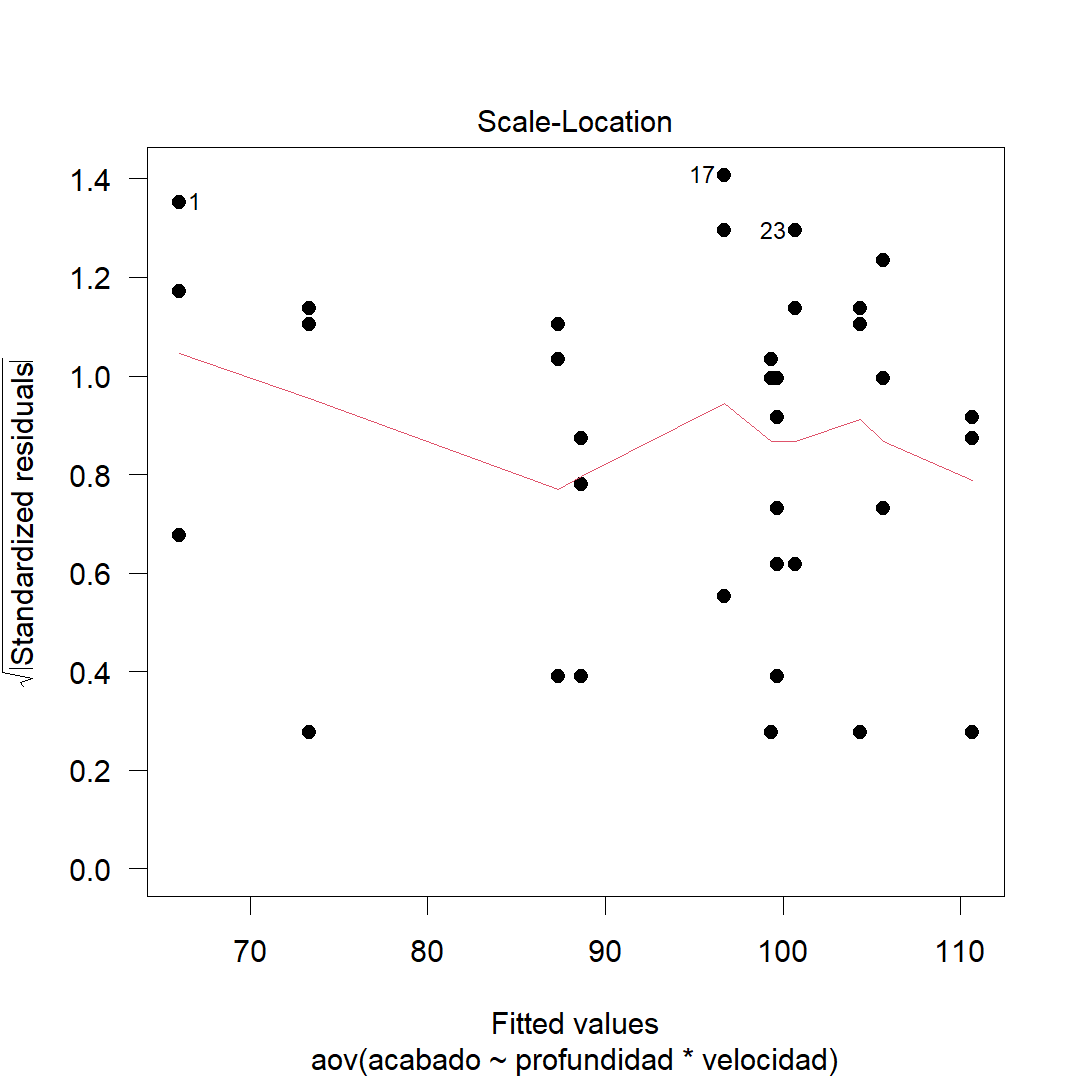 Scale-Location
√|Standardized residuals|
1.4
1.2
1.0
0.8
0.6
0.4
0.2
0.0
1
17
23
70 80 90 100 110
Fitted values
aov(acabado ~ profundidad * velocidad)